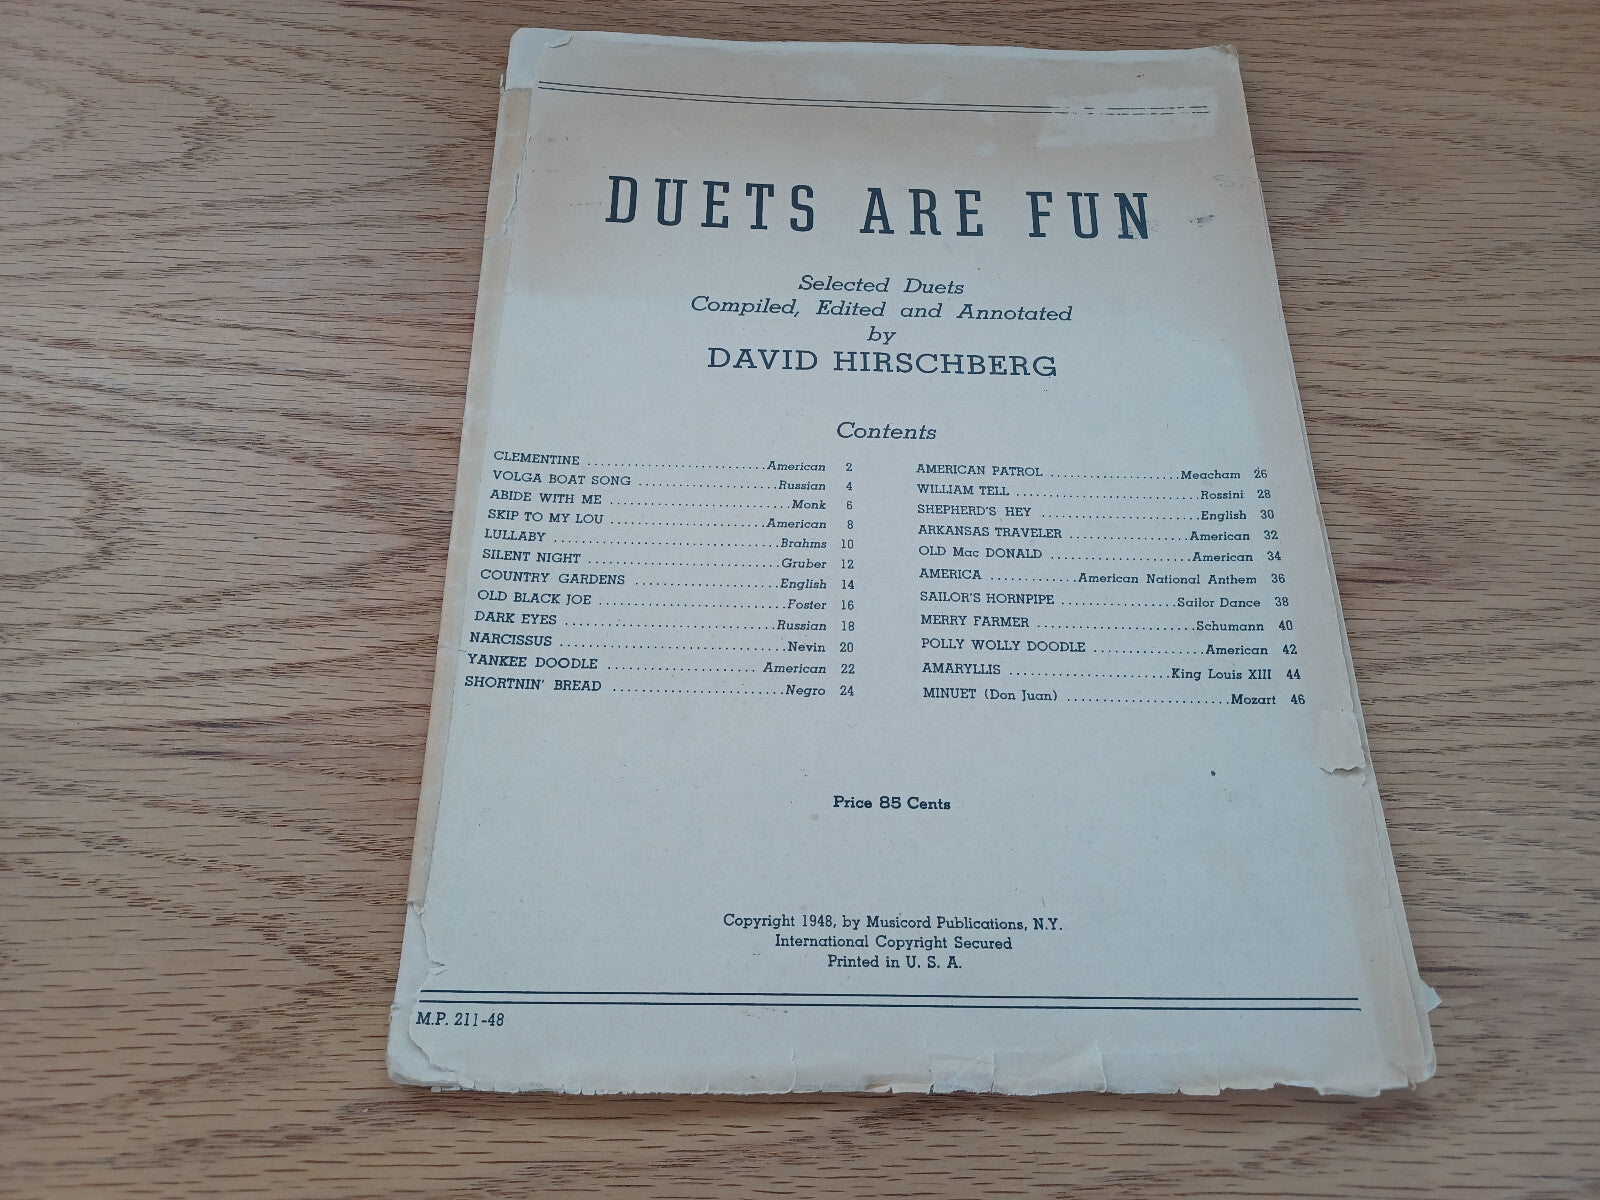 DUETS ARE FUN
Selected Duets
Compiled, Edited and Annotated
by
DAVID HIRSCHBERG
Contents
CLEMENTINE ........................... American 2
VOLGA BOAT SONG ..................... Russian 4
ABIDE WITH ME ........................... Monk 6
SKIP TO MY LOU ....................... American 8
LULLABY .................................. Brahms 10
SILENT NIGHT ............................. Gruber 12
COUNTRY GARDENS ..................... English 14
OLD BLACK JOE ........................... Foster 16
DARK EYES .............................. Russian 18
NARCISSUS ................................ Nevin 20
YANKEE DOODLE ...................... American 22
SHORTNIN' BREAD ......................... Negro 24
AMERICAN PATROL ................... Meacham 26
WILLIAM TELL ........................... Rossini 28
SHEPHERD'S HEY ....................... English 30
ARKANSAS TRAVELER ................. American 32
OLD Mac DONALD ..................... American 34
AMERICA ............ American National Anthem 36
SAILOR'S HORNPIPE ................. Sailor Dance 38
MERRY FARMER ....................... Schumann 40
POLLY WOLLY DOODLE ................ American 42
AMARYLLIS ....................... King Louis XIII 44
MINUET (Don Juan) ....................... Mozart 46
Price 85 Cents
Copyright 1948, by Musicord Publications, N.Y.
International Copyright Secured
Printed in U. S. A.
M.P. 211-48